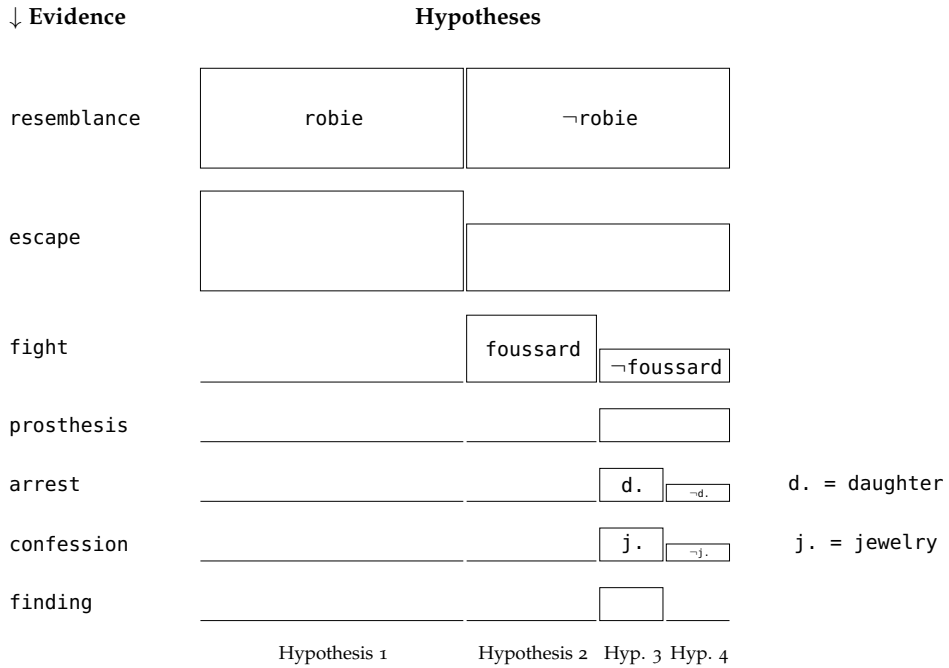 ↓ Evidence Hypotheses
resemblance robie ¬robie
escape
fight foussard ¬foussard
prosthesis
arrest d. ¬d. d. = daughter
confession j. ¬j. j. = jewelry
finding
Hypothesis 1 Hypothesis 2 Hyp. 3 Hyp. 4